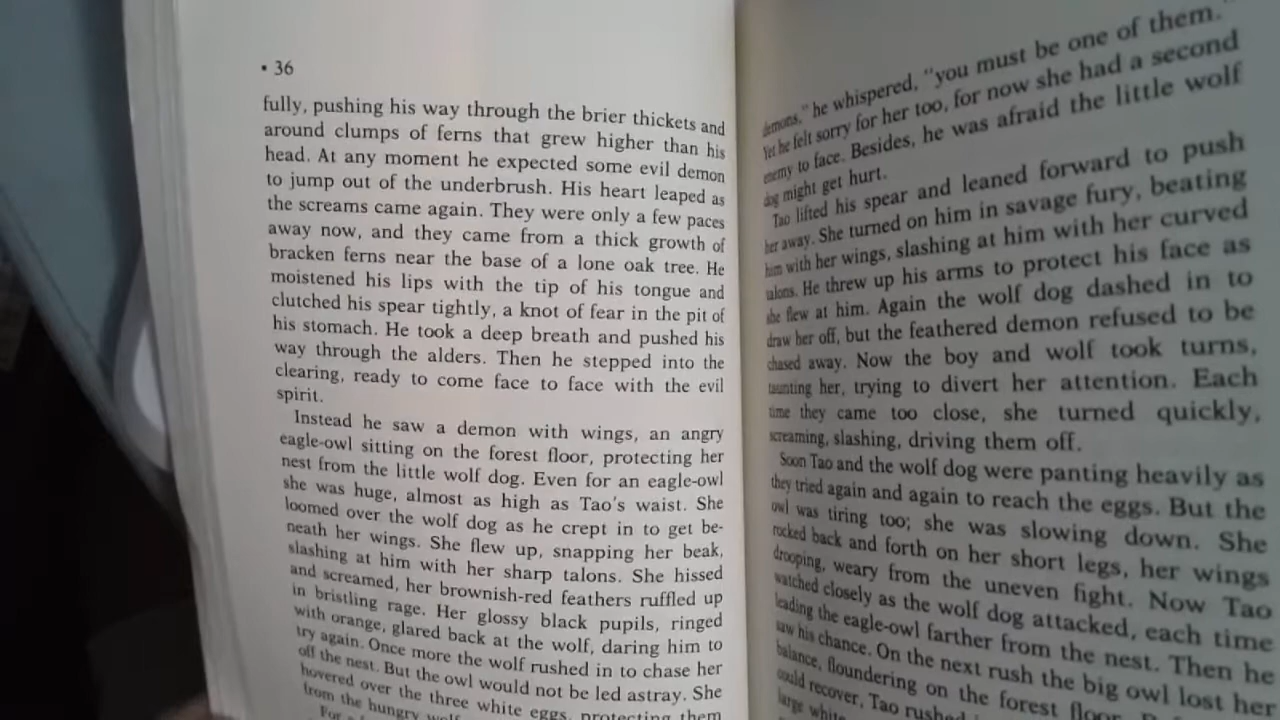 • 36
fully, pushing his way through the brier thickets and
around clumps of ferns that grew higher than his
head. At any moment he expected some evil demon
to jump out of the underbrush. His heart leaped as
the screams came again. They were only a few paces
away now, and they came from a thick growth of
bracken ferns near the base of a lone oak tree. He
moistened his lips with the tip of his tongue and
clutched his spear tightly, a knot of fear in the pit of
his stomach. He took a deep breath and pushed his
way through the alders. Then he stepped into the
clearing, ready to come face to face with the evil
spirit.
Instead he saw a demon with wings, an angry
eagle-owl sitting on the forest floor, protecting her
nest from the little wolf dog. Even for an eagle-owl
she was huge, almost as high as Tao's waist. She
loomed over the wolf dog as he crept in to get be-
neath her wings. She flew up, snapping her beak,
slashing at him with her sharp talons. She hissed
and screamed, her brownish-red feathers ruffled up
in bristling rage. Her glossy black pupils, ringed
with orange, glared back at the wolf, daring him to
try again. Once more the wolf rushed in to chase her
off the nest. But the owl would not be led astray. She
hovered over the three white eggs, protecting them
from the hungry wolf
demons," he whispered, "you must be one of them."
Yet he felt sorry for her too, for now she had a second
enemy to face. Besides, he was afraid the little wolf
dog might get hurt.
Tao lifted his spear and leaned forward to push
her away. She turned on him in savage fury, beating
him with her wings, slashing at him with her curved
talons. He threw up his arms to protect his face as
she flew at him. Again the wolf dog dashed in to
draw her off, but the feathered demon refused to be
chased away. Now the boy and wolf took turns,
taunting her, trying to divert her attention. Each
time they came too close, she turned quickly,
screaming, slashing, driving them off.
Soon Tao and the wolf dog were panting heavily as
they tried again and again to reach the eggs. But the
owl was tiring too; she was slowing down. She
rocked back and forth on her short legs, her wings
drooping, weary from the uneven fight. Now Tao
watched closely as the wolf dog attacked, each time
leading the eagle-owl farther from the nest. Then he
saw his chance. On the next rush the big owl lost her
balance, floundering on the forest floor.
could recover, Tao rushed
large white